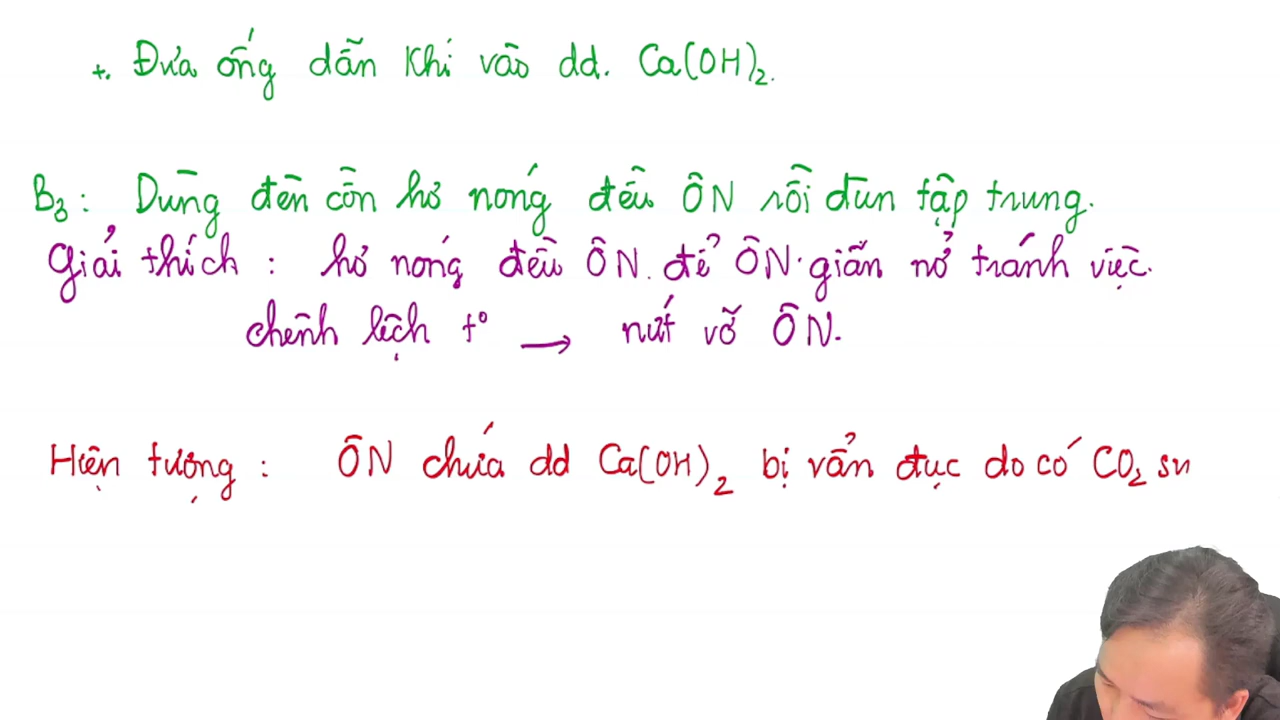 +. Đưa ống dẫn khí vào dd. Ca(OH)₂.
B₃: Dùng đèn cồn hơ nóng đều ÔN rồi đun tập trung.
Giải thích: hơ nóng đều ÔN. để ÔN. giãn nở tránh việc.
chênh lệch t° → nứt vỡ ÔN.
Hiện tượng: ÔN chứa dd Ca(OH)₂ bị vẩn đục do có CO₂ sn